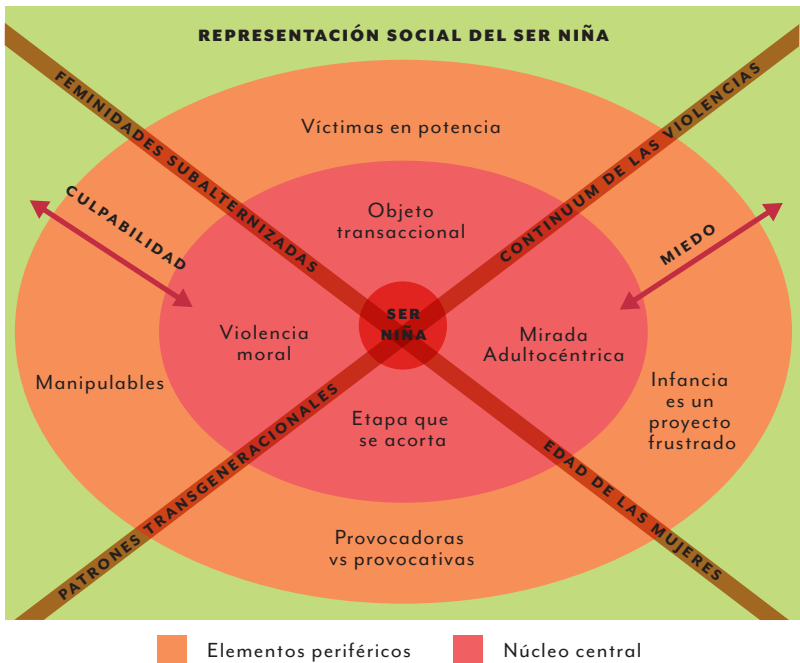 REPRESENTACIÓN SOCIAL DEL SER NIÑA
FEMINIDADES SUBALTERNIZADAS
CONTINUUM DE LAS VIOLENCIAS
Víctimas en potencia
CULPABILIDAD
Objeto
transaccional
MIEDO
SER
NIÑA
Violencia
moral
Mirada
Adultocéntrica
Manipulables
Infancia
es un
proyecto
frustrado
Etapa que
se acorta
PATRONES TRANSGENERACIONALES
EDAD DE LAS MUJERES
Provocadoras
vs provocativas
Elementos periféricos
Núcleo central